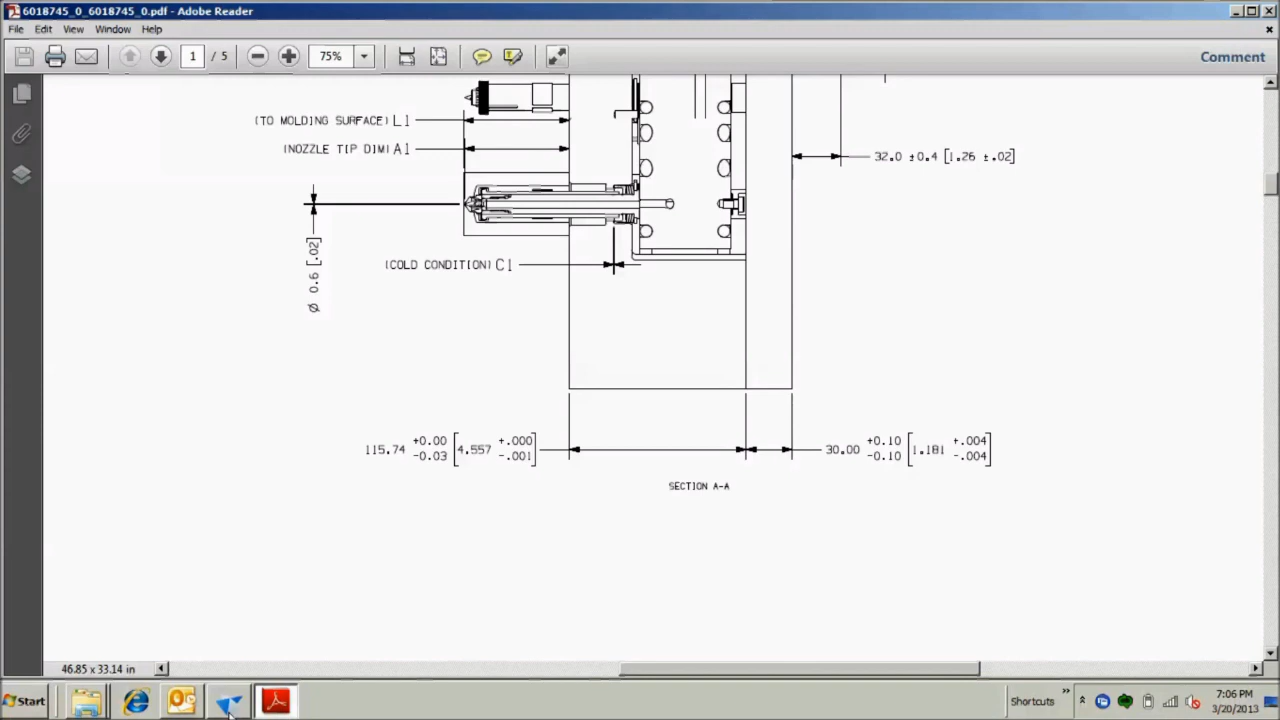 6018745_0_6018745_0.pdf - Adobe Reader
File Edit View Window Help
1 / 5 75% Comment
(TO MOLDING SURFACE) L1
(NOZZLE TIP DIM) A1
32.0 ±0.4 [1.26 ±.02]
Ø 0.6 [.02]
(COLD CONDITION) C1
115.74 +0.00 -0.03 [4.557 +.000 -.001]
30.00 +0.10 -0.10 [1.181 +.004 -.004]
SECTION A-A
46.85 x 33.14 in
Start
Shortcuts
7:06 PM
3/20/2013